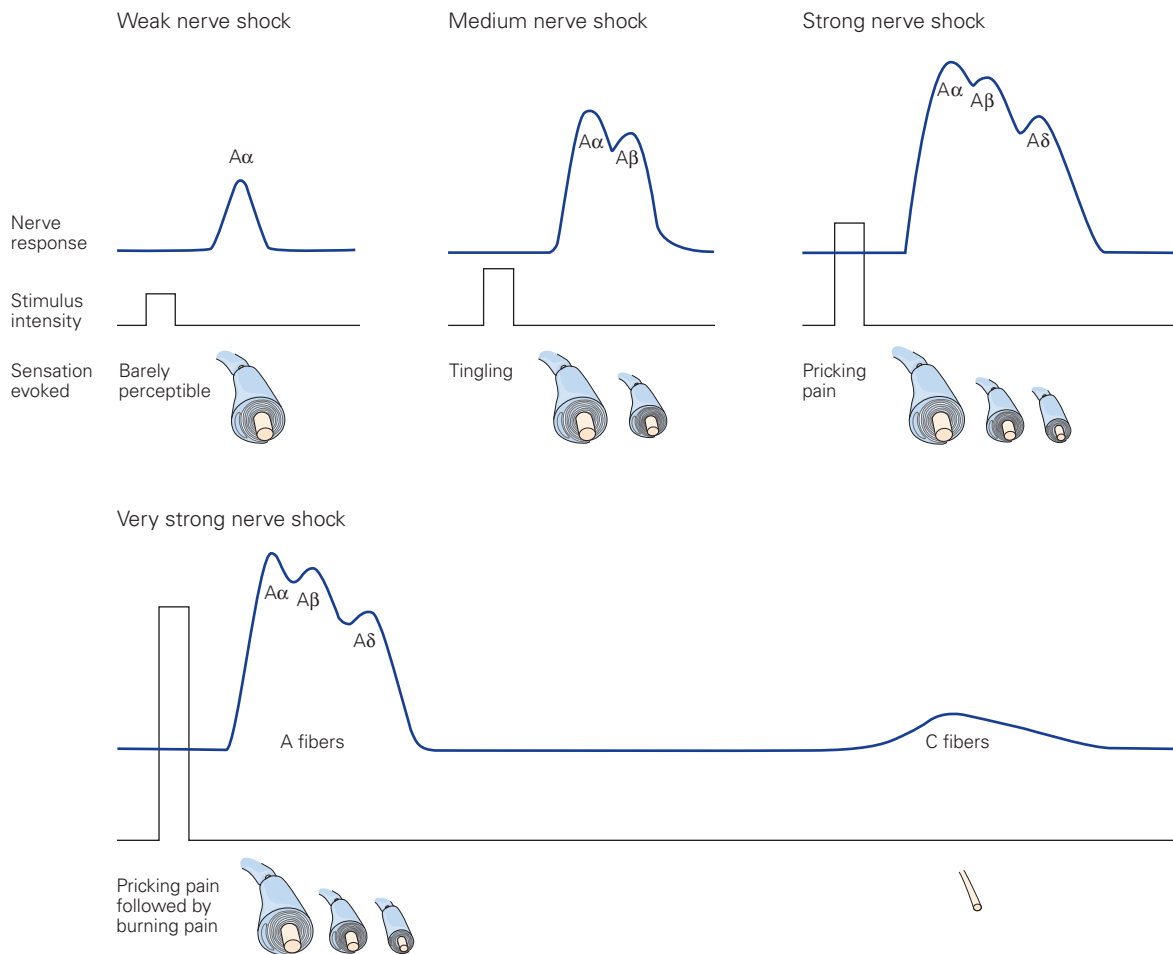 Weak nerve shock
Medium nerve shock
Strong nerve shock
Aα
Aα
Aβ
Aα
Aβ
Aδ
Nerve
response
Stimulus
intensity
Sensation
evoked
Barely
perceptible
Tingling
Pricking
pain
Very strong nerve shock
Aα
Aβ
Aδ
A fibers
C fibers
Pricking pain
followed by
burning pain